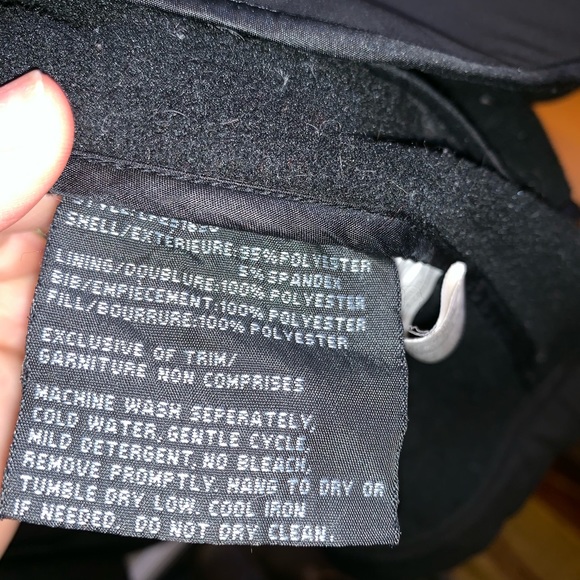 SHELL/EXTERIEURE:95%POLYESTER
5% SPANDEX
LINING/DOUBLURE:100% POLYESTER
BIB/EMPIECEMENT:100% POLYESTER
FILL/BOURRURE:100% POLYESTER
EXCLUSIVE OF TRIM/
GARNITURE NON COMPRISES
MACHINE WASH SEPERATELY,
COLD WATER, GENTLE CYCLE,
MILD DETERGENT, NO BLEACH,
REMOVE PROMPTLY, HANG TO DRY OR
TUMBLE DRY LOW, COOL IRON
IF NEEDED. DO NOT DRY CLEAN.